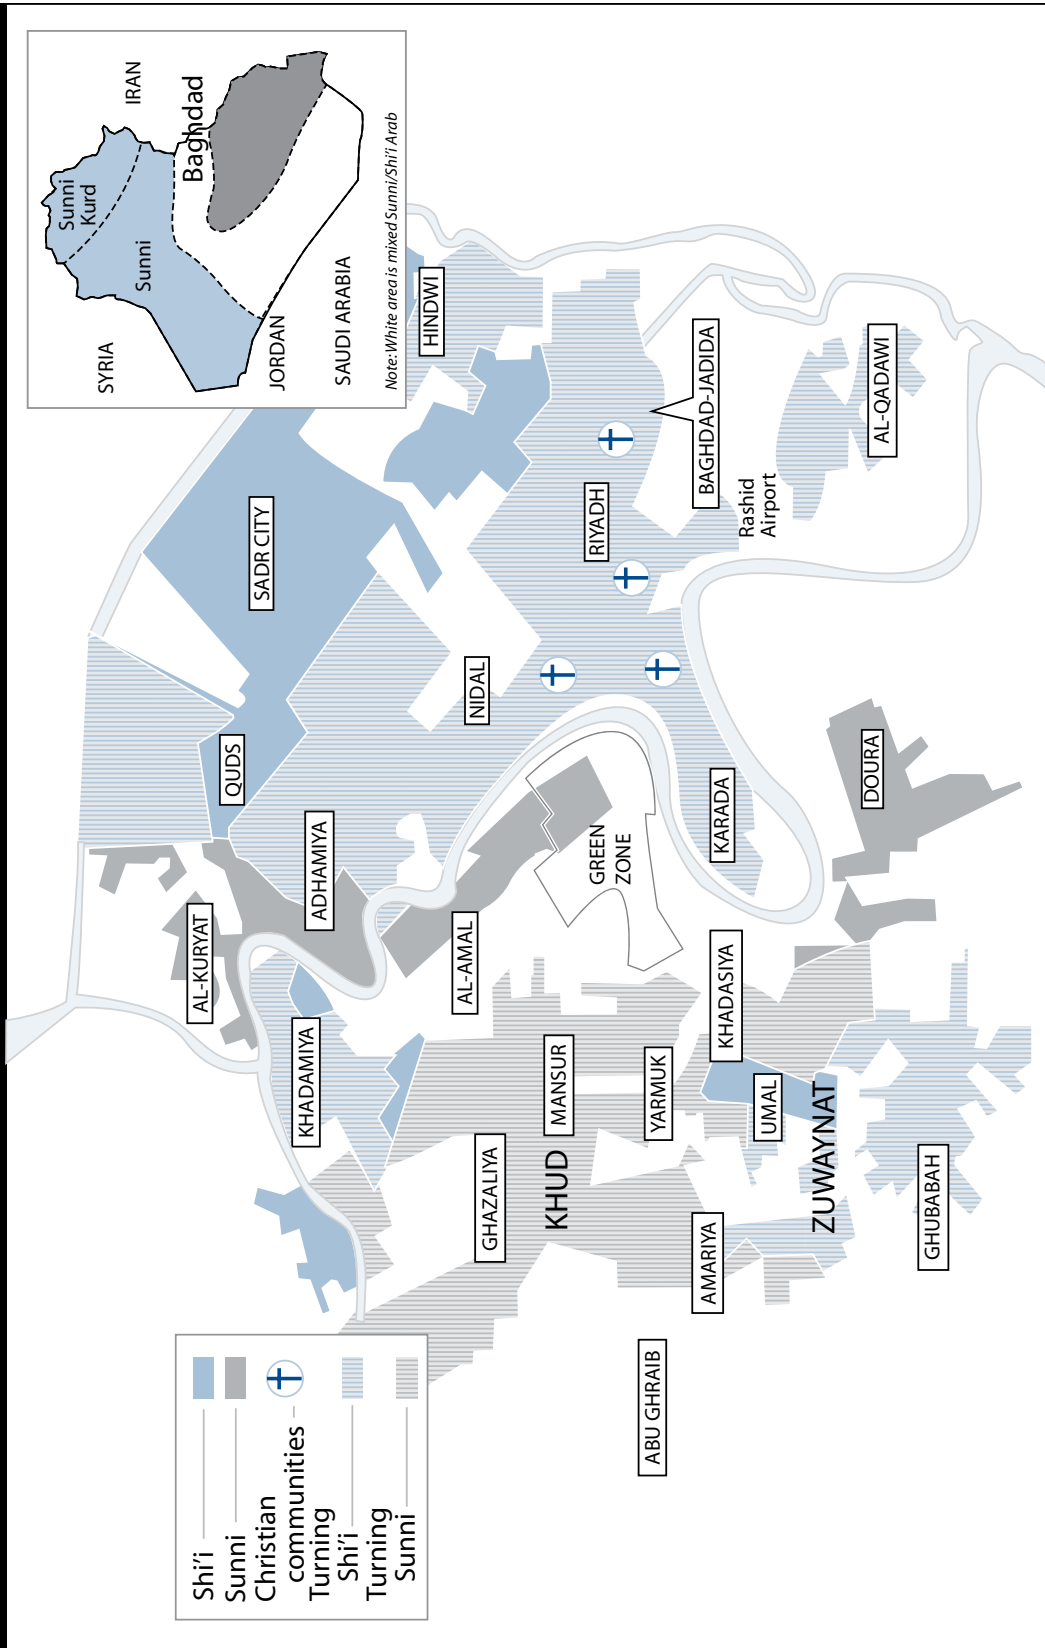 SYRIA
IRAN
Sunni
Kurd
Sunni
Baghdad
JORDAN
SAUDI ARABIA
Note: White area is mixed Sunni/Shi'i Arab
HINDWI
SADR CITY
QUDS
ADHAMIYA
AL-KURYAT
NIDAL
RIYADH
BAGHDAD-JADIDA
Rashid
Airport
AL-QADAWI
KARADA
DOURA
GREEN
ZONE
AL-AMAL
KHADAMIYA
KHADASIYA
MANSUR
YARMUK
UMAL
GHAZALIYA
KHUD
ZUWAYNAT
AMARIYA
GHUBABAH
ABU GHRAIB
Shi'i
Sunni
Christian
communities
Turning
Shi'i
Turning
Sunni